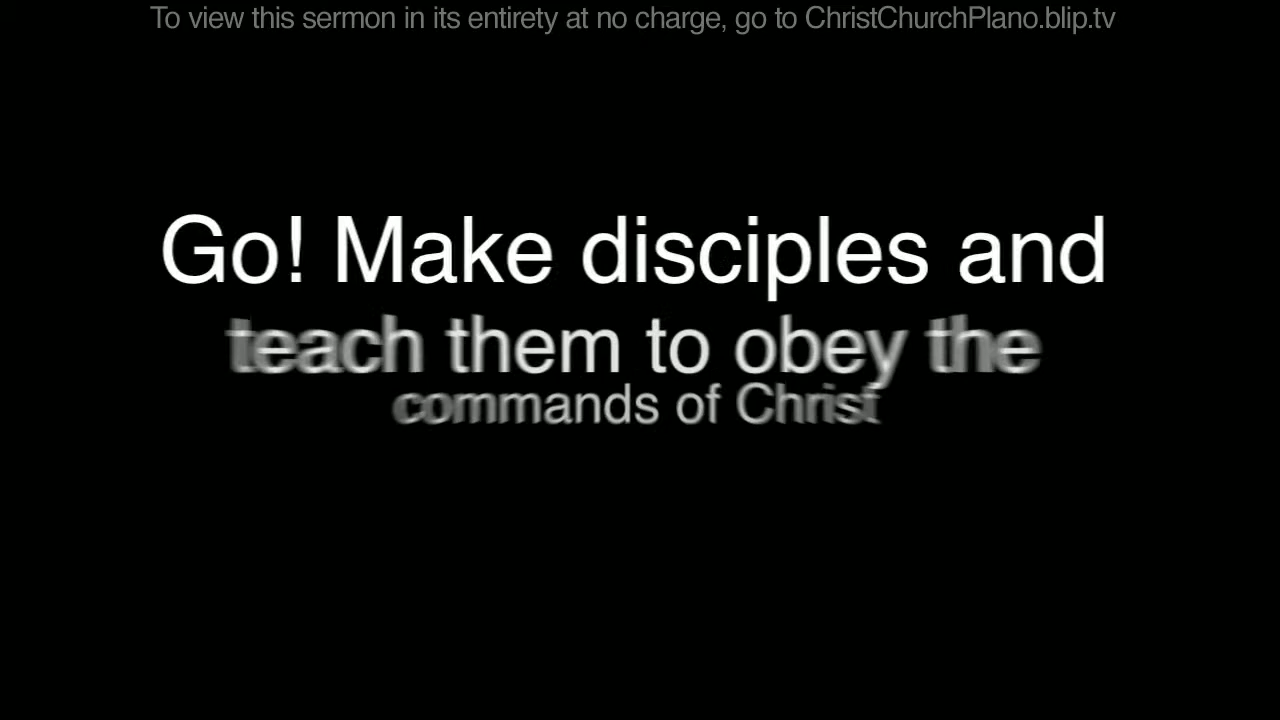 To view this sermon in its entirety at no charge, go to ChristChurchPlano.blip.tv
Go! Make disciples and
teach them to obey the
commands of Christ